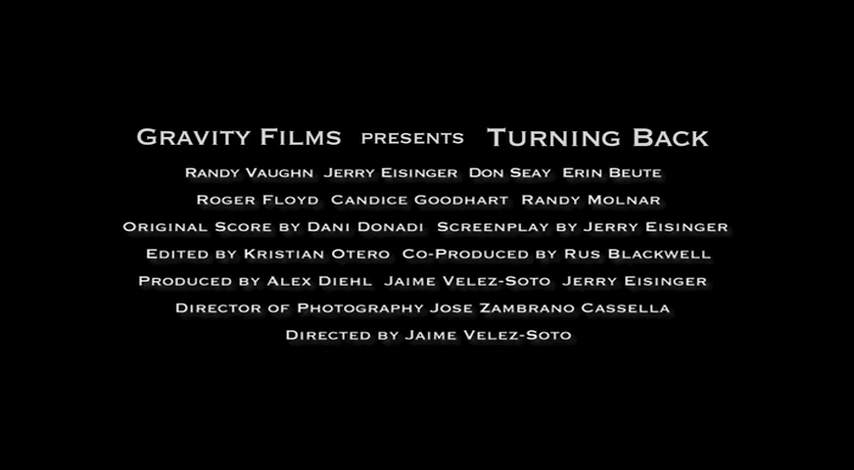 Gravity Films presents Turning Back
Randy Vaughn Jerry Eisinger Don Seay Erin Beute
Roger Floyd Candice Goodhart Randy Molnar
Original Score by Dani Donadi Screenplay by Jerry Eisinger
Edited by Kristian Otero Co-Produced by Rus Blackwell
Produced by Alex Diehl Jaime Velez-Soto Jerry Eisinger
Director of Photography Jose Zambrano Cassella
Directed by Jaime Velez-Soto